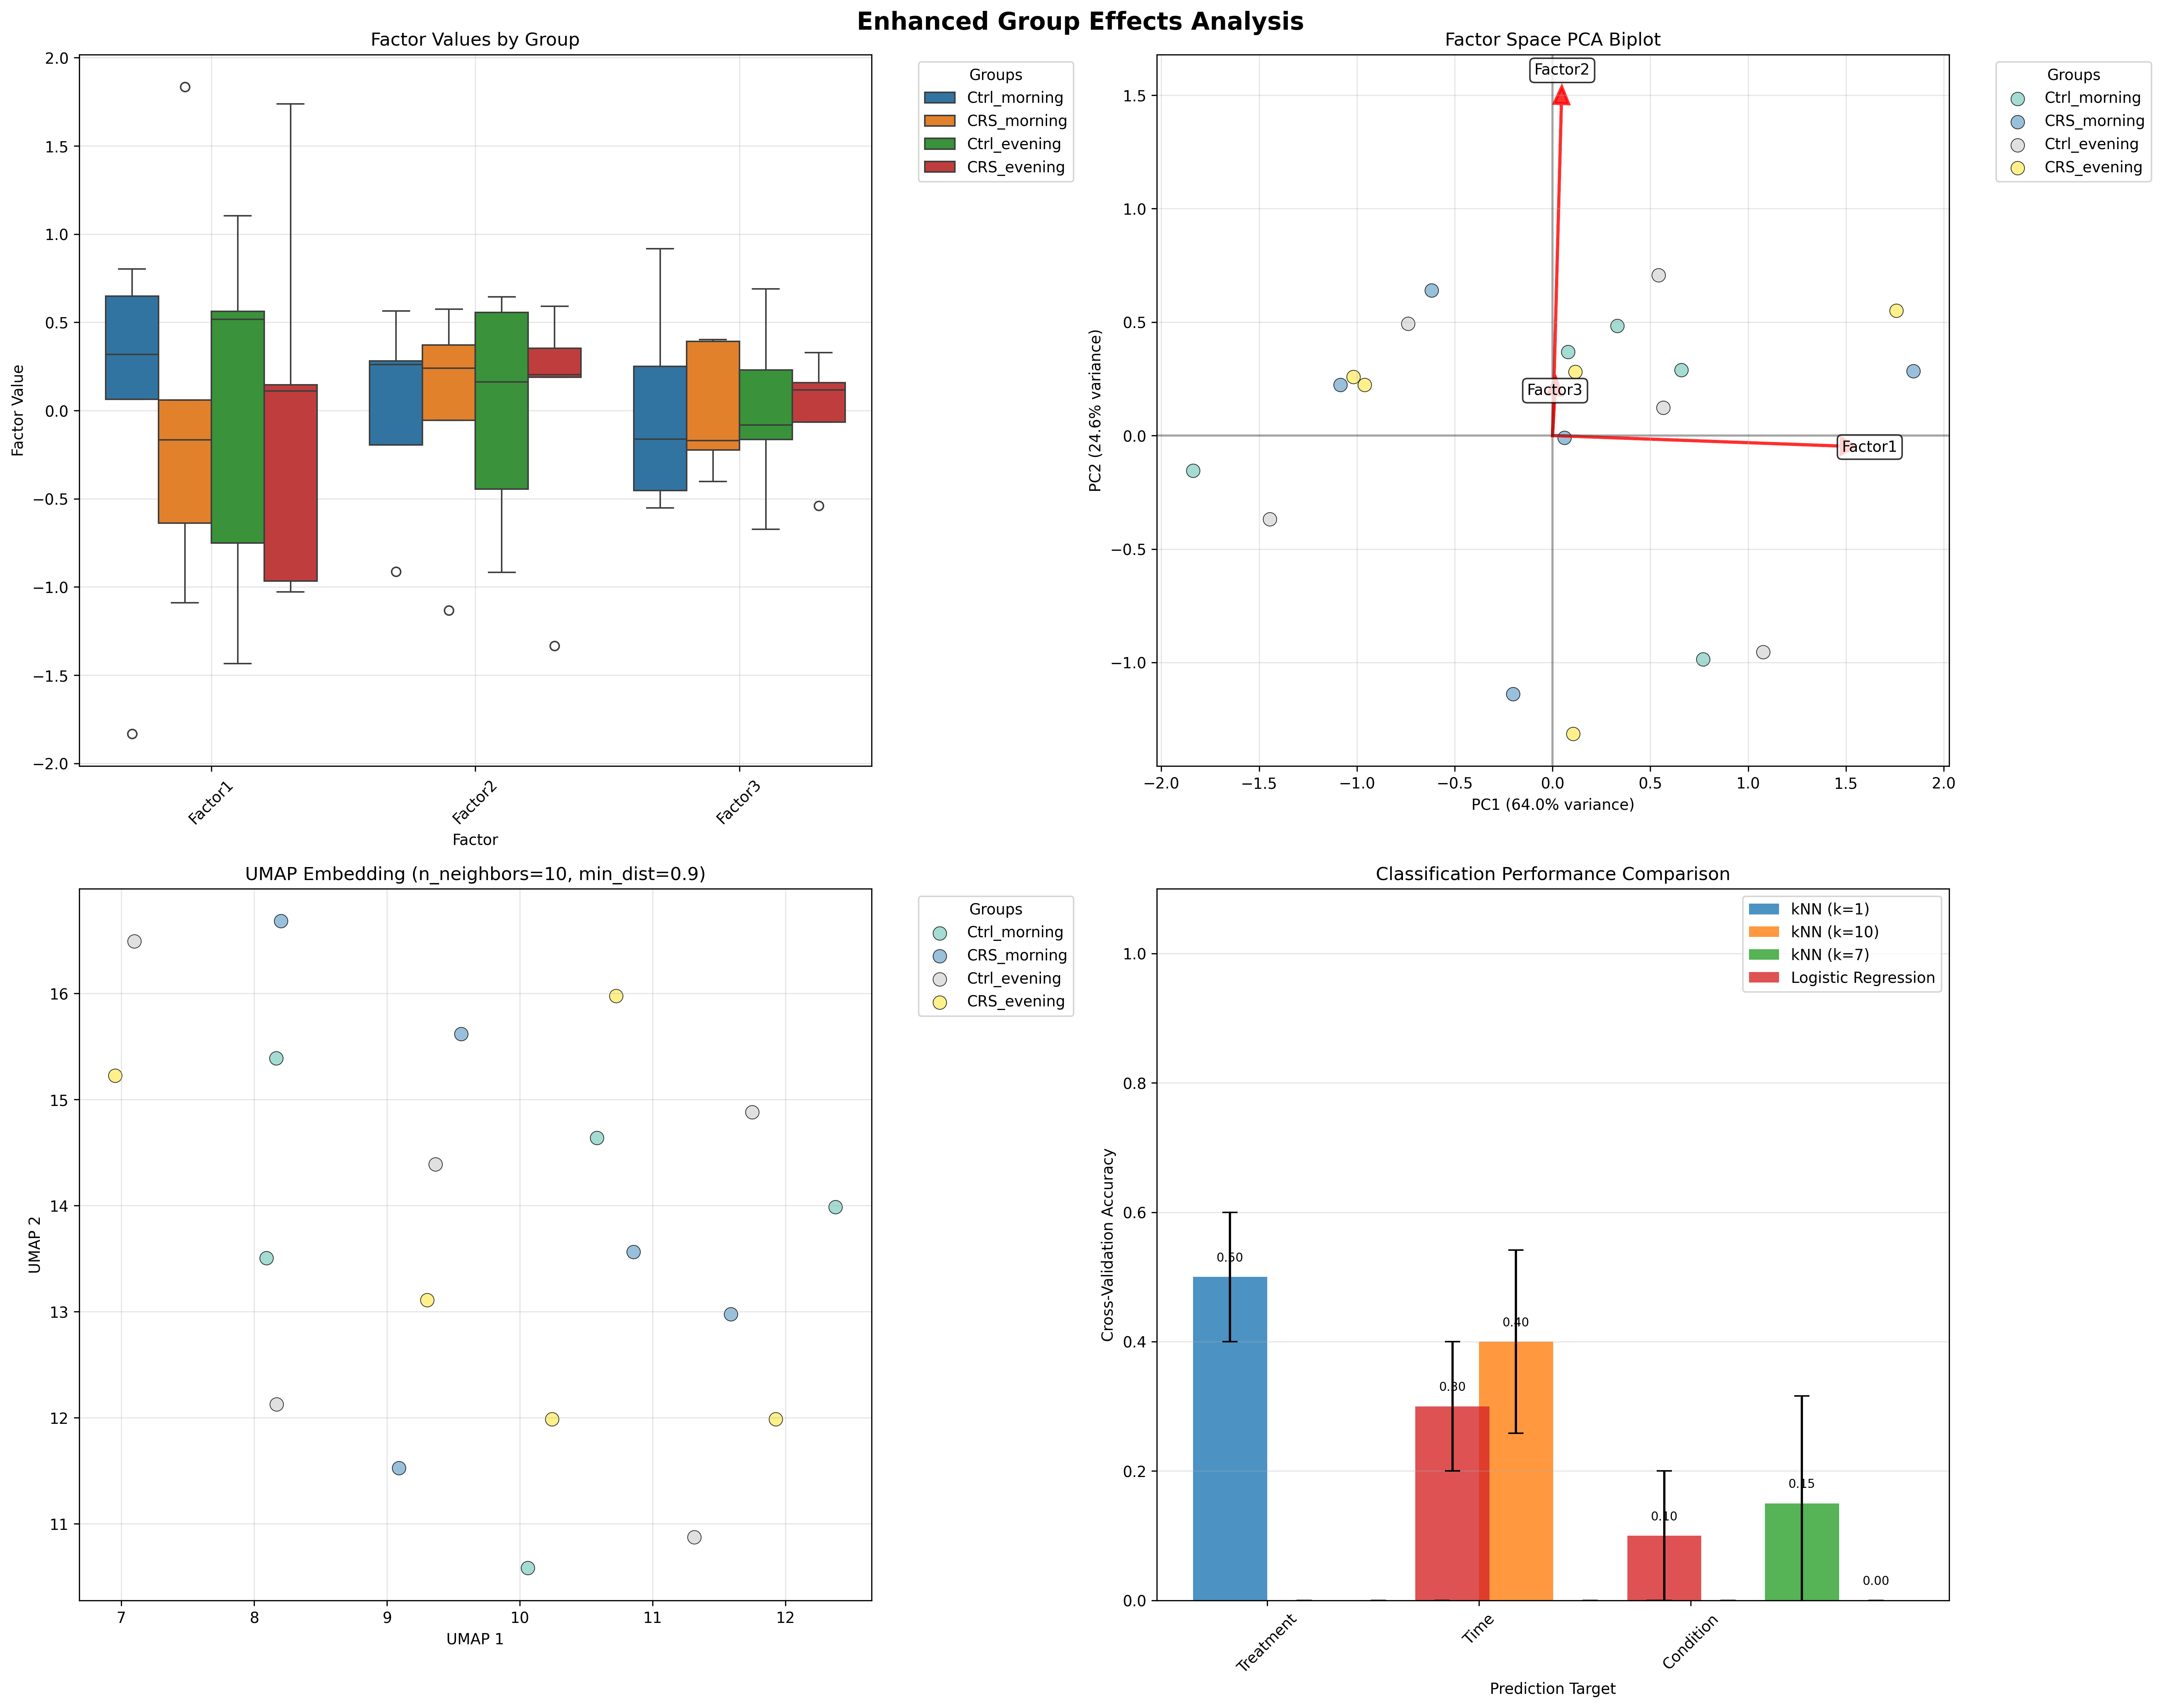 Enhanced Group Effects Analysis
Factor Values by Group
2.0
1.5
1.0
0.5
0.0
−0.5
−1.0
−1.5
−2.0
Factor Value
Factor1
Factor2
Factor3
Factor
Groups
Ctrl_morning
CRS_morning
Ctrl_evening
CRS_evening
Factor Space PCA Biplot
1.5
1.0
0.5
0.0
−0.5
−1.0
PC2 (24.6% variance)
Factor2
Factor3
Factor1
−2.0
−1.5
−1.0
−0.5
0.0
0.5
1.0
1.5
2.0
PC1 (64.0% variance)
Groups
Ctrl_morning
CRS_morning
Ctrl_evening
CRS_evening
UMAP Embedding (n_neighbors=10, min_dist=0.9)
16
15
14
13
12
11
UMAP 2
7
8
9
10
11
12
UMAP 1
Groups
Ctrl_morning
CRS_morning
Ctrl_evening
CRS_evening
Classification Performance Comparison
1.0
0.8
0.6
0.4
0.2
0.0
Cross-Validation Accuracy
kNN (k=1)
kNN (k=10)
kNN (k=7)
Logistic Regression
0.50
0.30
0.40
0.10
0.15
0.00
Treatment
Time
Condition
Prediction Target